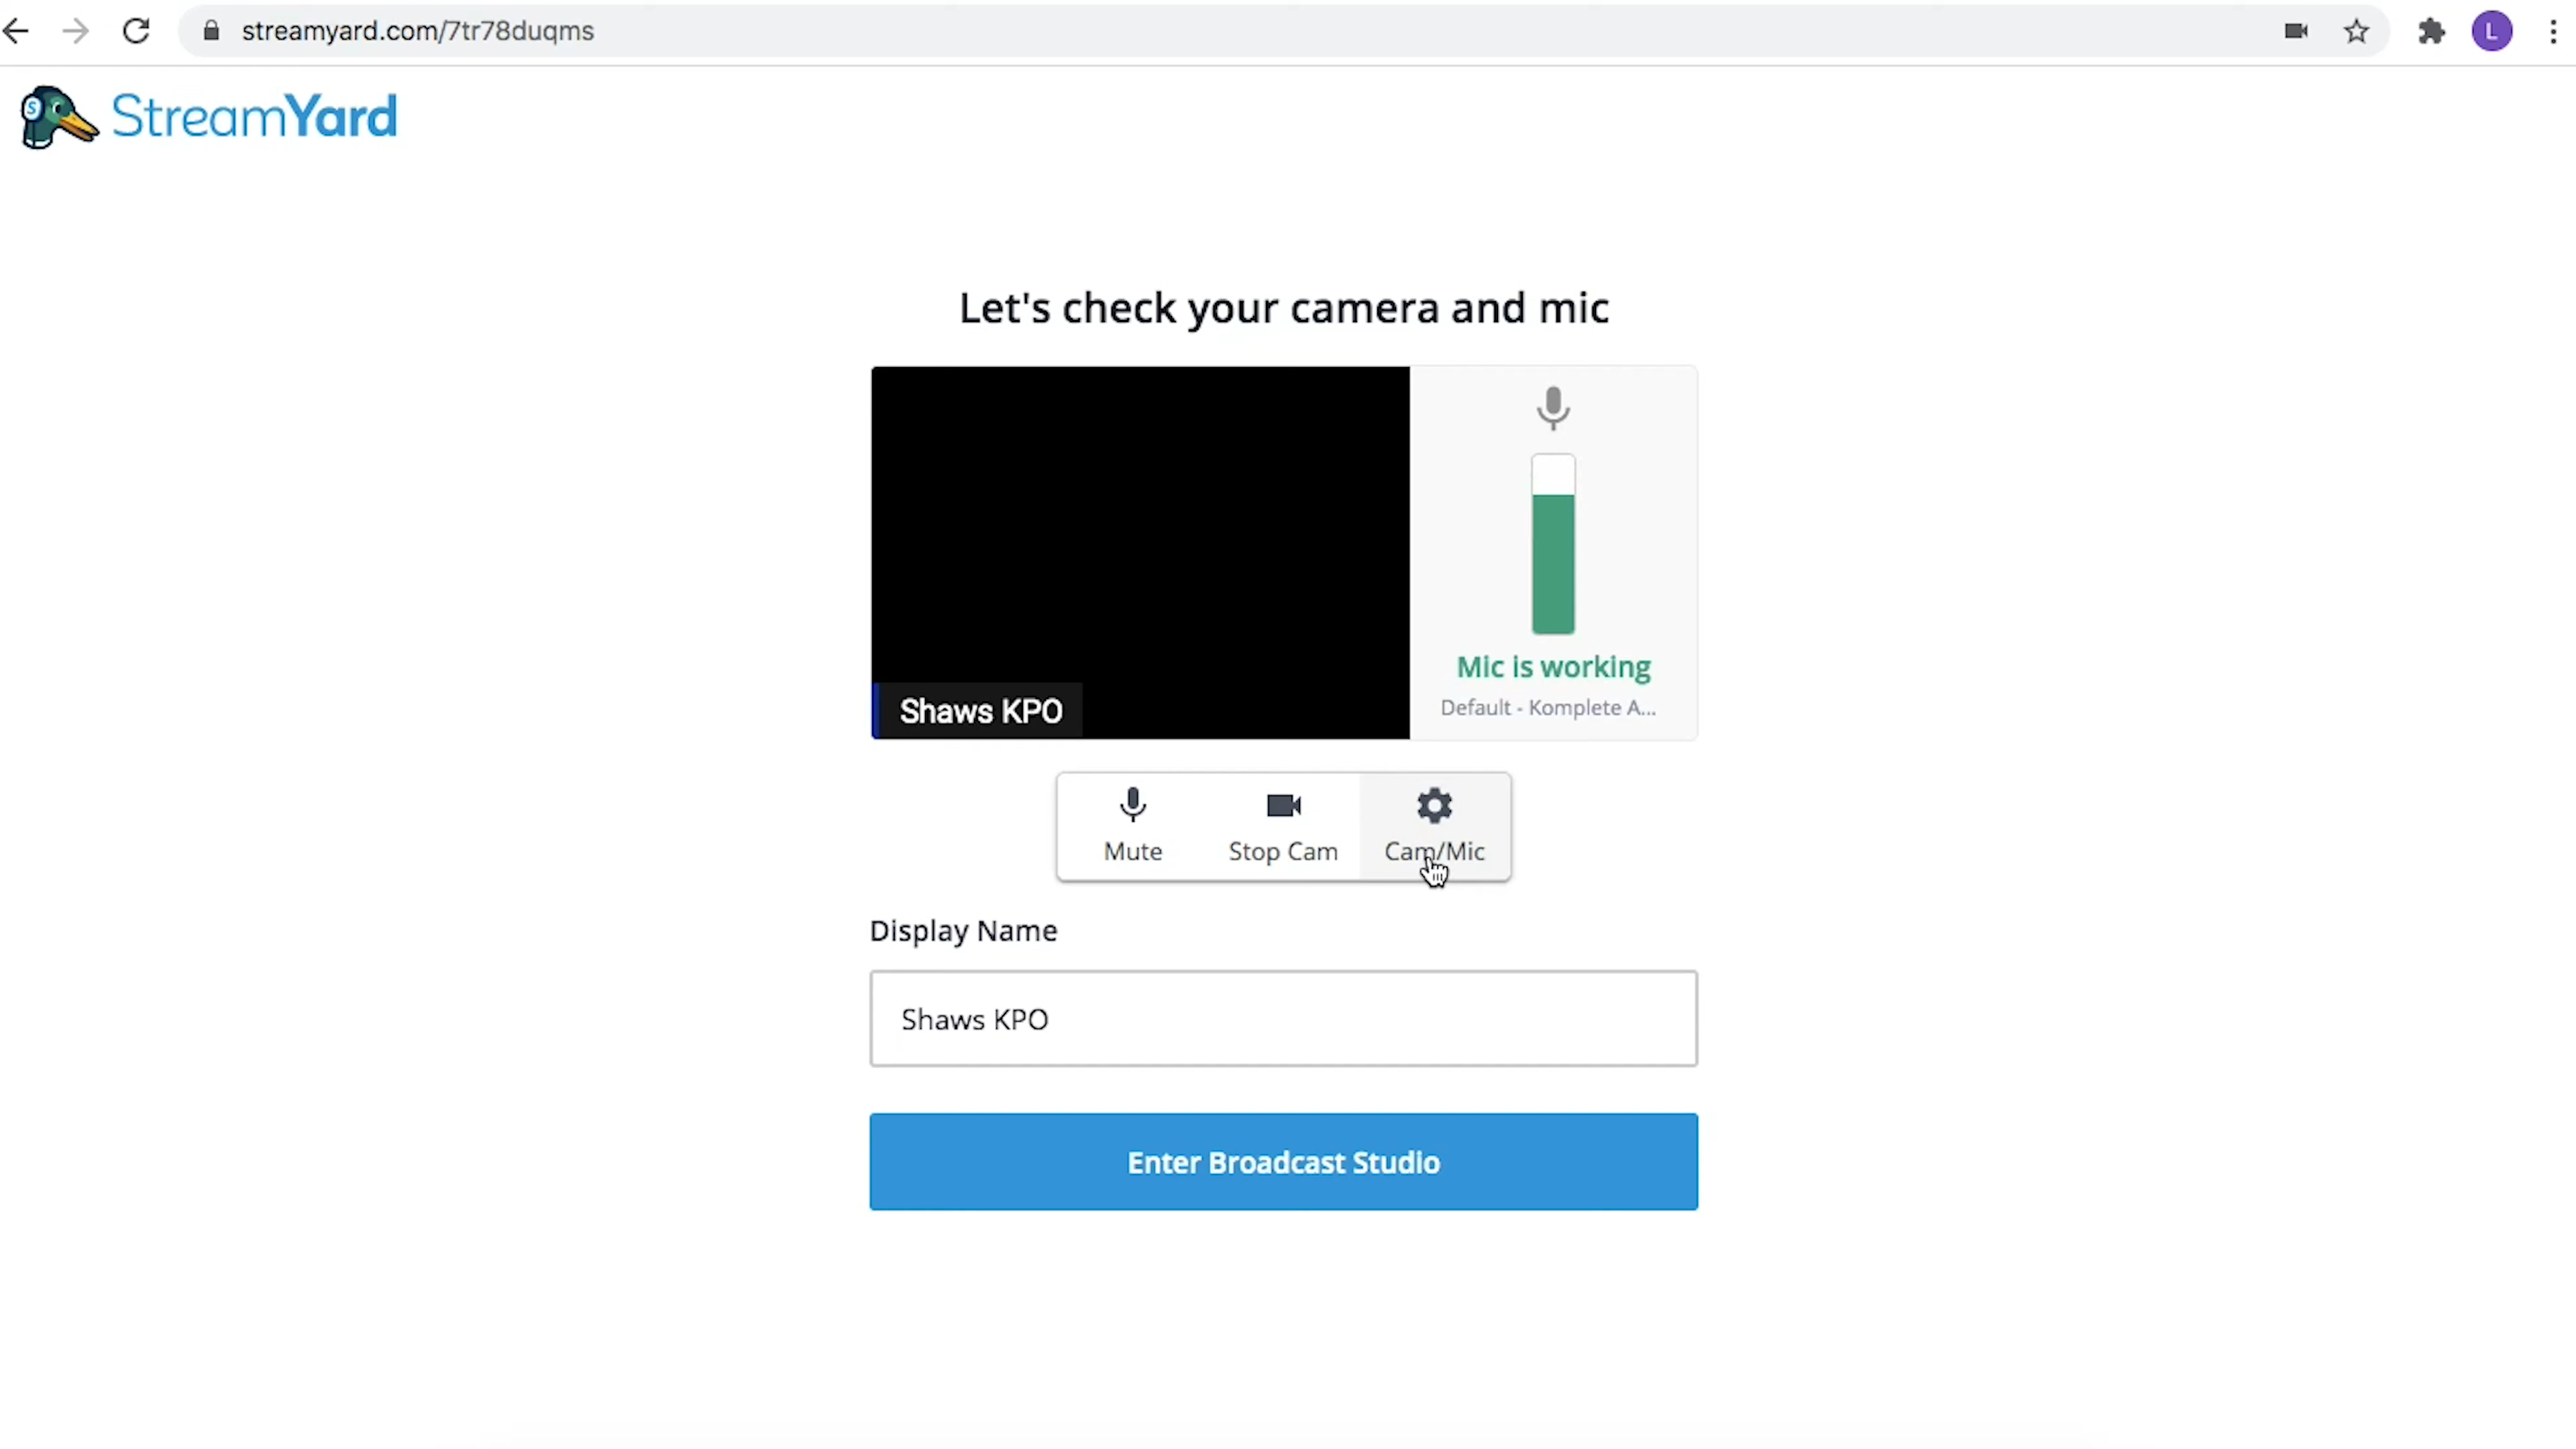 streamyard.com/7tr78duqms
L
S
StreamYard
Let's check your camera and mic
Shaws KPO
Mic is working
Default - Komplete A...
Mute
Stop Cam
Cam/Mic
Display Name
Shaws KPO
Enter Broadcast Studio